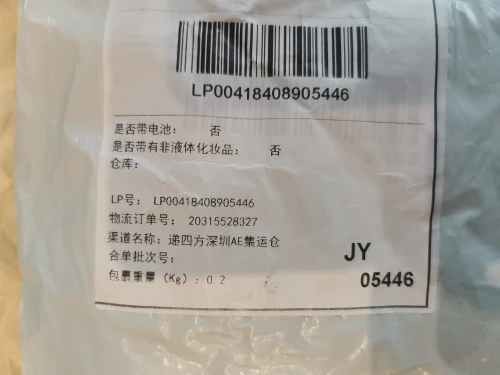 LP00418408905446
是否带电池： 否
是否带有非液体化妆品： 否
仓库：
LP号： LP00418408905446
物流订单号： 20315528327
渠道名称：递四方深圳AE集运仓
合单批次号：
JY
包裹重量（Kg）：0.2
05446